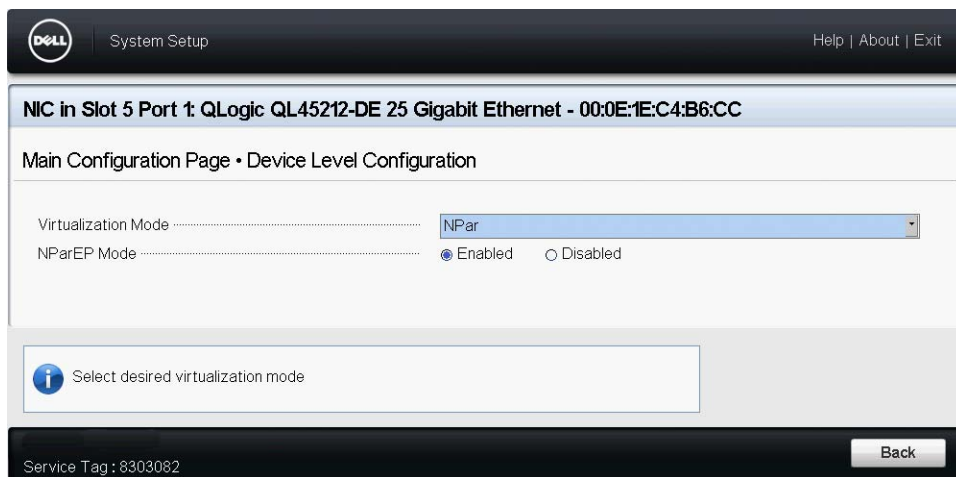 DELL
System Setup
Help | About | Exit
NIC in Slot 5 Port 1: QLogic QL45212-DE 25 Gigabit Ethernet - 00:0E:1E:C4:B6:CC
Main Configuration Page • Device Level Configuration
Virtualization Mode NPar
NParEP Mode Enabled Disabled
Select desired virtualization mode
Service Tag : 8303082
Back